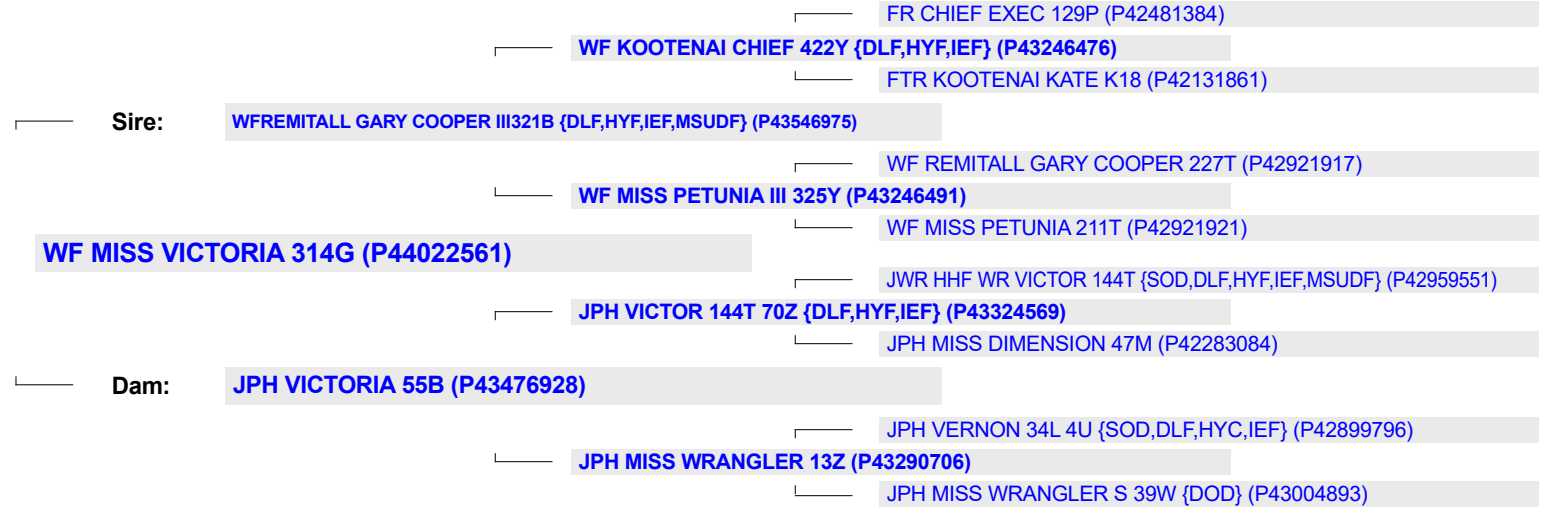 FR CHIEF EXEC 129P (P42481384)
WF KOOTENAI CHIEF 422Y {DLF,HYF,IEF} (P43246476)
FTR KOOTENAI KATE K18 (P42131861)
Sire: WFREMITALL GARY COOPER III321B {DLF,HYF,IEF,MSUDF} (P43546975)
WF REMITALL GARY COOPER 227T (P42921917)
WF MISS PETUNIA III 325Y (P43246491)
WF MISS PETUNIA 211T (P42921921)
WF MISS VICTORIA 314G (P44022561)
JWR HHF WR VICTOR 144T {SOD,DLF,HYF,IEF,MSUDF} (P42959551)
JPH VICTOR 144T 70Z {DLF,HYF,IEF} (P43324569)
JPH MISS DIMENSION 47M (P42283084)
Dam: JPH VICTORIA 55B (P43476928)
JPH VERNON 34L 4U {SOD,DLF,HYC,IEF} (P42899796)
JPH MISS WRANGLER 13Z (P43290706)
JPH MISS WRANGLER S 39W {DOD} (P43004893)